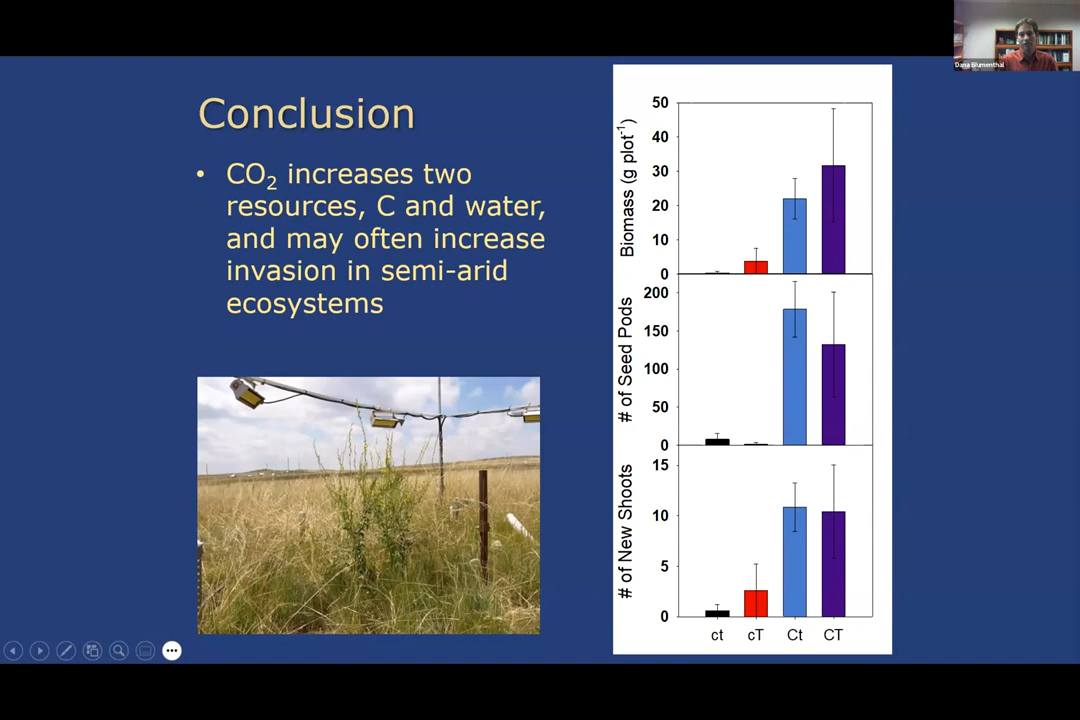 Dana Blumenthal
Conclusion
• CO₂ increases two
resources, C and water,
and may often increase
invasion in semi-arid
ecosystems
Biomass (g plot⁻¹)
50
40
30
20
10
0
# of Seed Pods
200
150
100
50
0
# of New Shoots
15
10
5
0
ct cT Ct CT